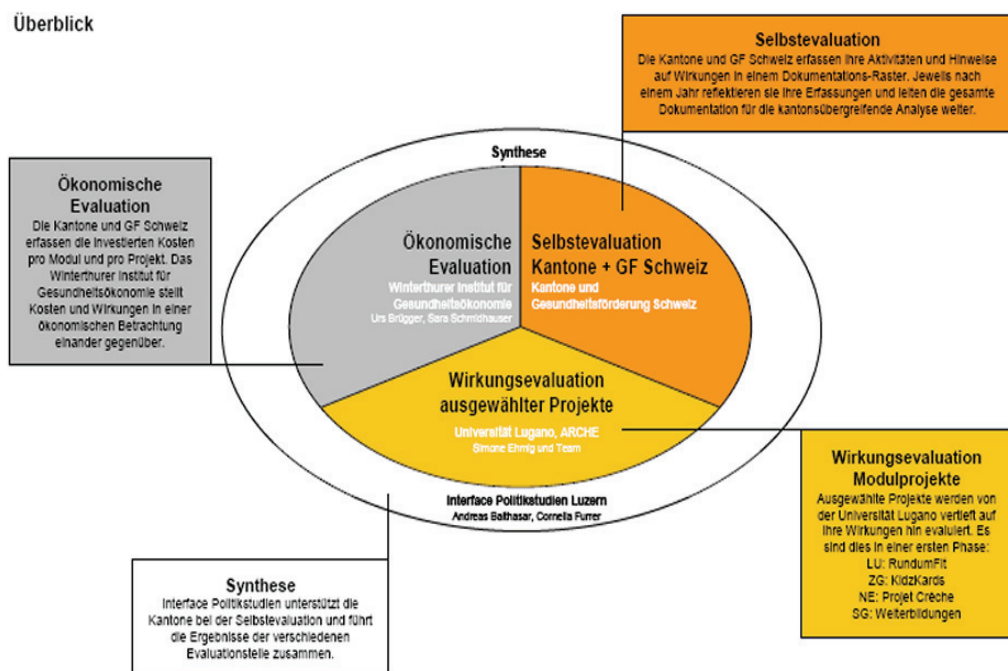 Überblick
Selbstevaluation
Die Kantone und GF Schweiz erfassen ihre Aktivitäten und Hinweise
auf Wirkungen in einem Dokumentations-Raster. Jeweils nach
einem Jahr reflektieren sie ihre Erfassungen und leiten die gesamte
Dokumentation für die kantonsübergreifende Analyse weiter.
Synthese
Ökonomische
Evaluation
Die Kantone und GF Schweiz
erfassen die investierten Kosten
pro Modul und pro Projekt. Das
Winterthurer Institut für
Gesundheitsökonomie stellt
Kosten und Wirkungen in einer
ökonomischen Betrachtung
einander gegenüber.
Ökonomische
Evaluation
Winterthurer Institut für
Gesundheitsökonomie
Urs Brügger, Sara Schmidhauser
Selbstevaluation
Kantone + GF Schweiz
Kantone und
Gesundheitsförderung Schweiz
Wirkungsevaluation
ausgewählter Projekte
Universität Lugano, ARCHE
Simone Ehmig und Team
Interface Politikstudien Luzern
Andreas Balthasar, Cornelia Furrer
Wirkungsevaluation
Modulprojekte
Ausgewählte Projekte werden von
der Universität Lugano vertieft auf
ihre Wirkungen hin evaluiert. Es
sind dies in einer ersten Phase:
LU: RundumFit
ZG: KidzKards
NE: Projet Crèche
SG: Weiterbildungen
Synthese
Interface Politikstudien unterstützt die
Kantone bei der Selbstevaluation und führt
die Ergebnisse der verschiedenen
Evaluationsteile zusammen.